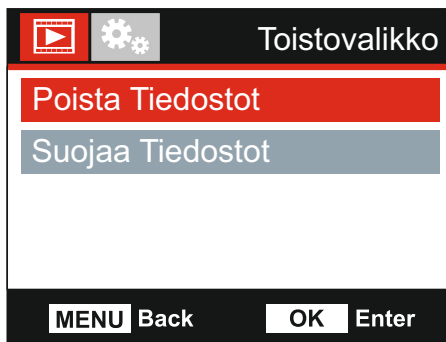 Toistovalikko
Poista Tiedostot
Suojaa Tiedostot
MENU Back OK Enter